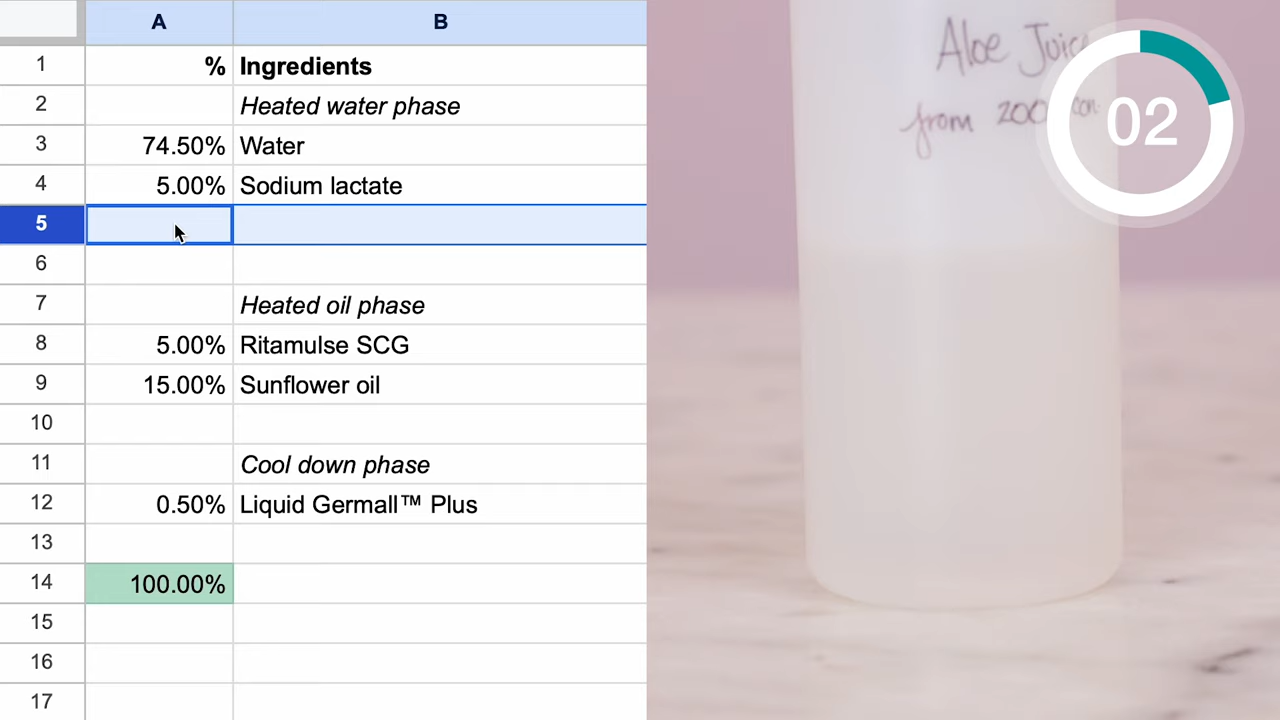 A B
1 % Ingredients
2 Heated water phase
3 74.50% Water
4 5.00% Sodium lactate
5
6
7 Heated oil phase
8 5.00% Ritamulse SCG
9 15.00% Sunflower oil
10
11 Cool down phase
12 0.50% Liquid Germall™ Plus
13
14 100.00%
15
16
17
Aloe Juice
from 200
02